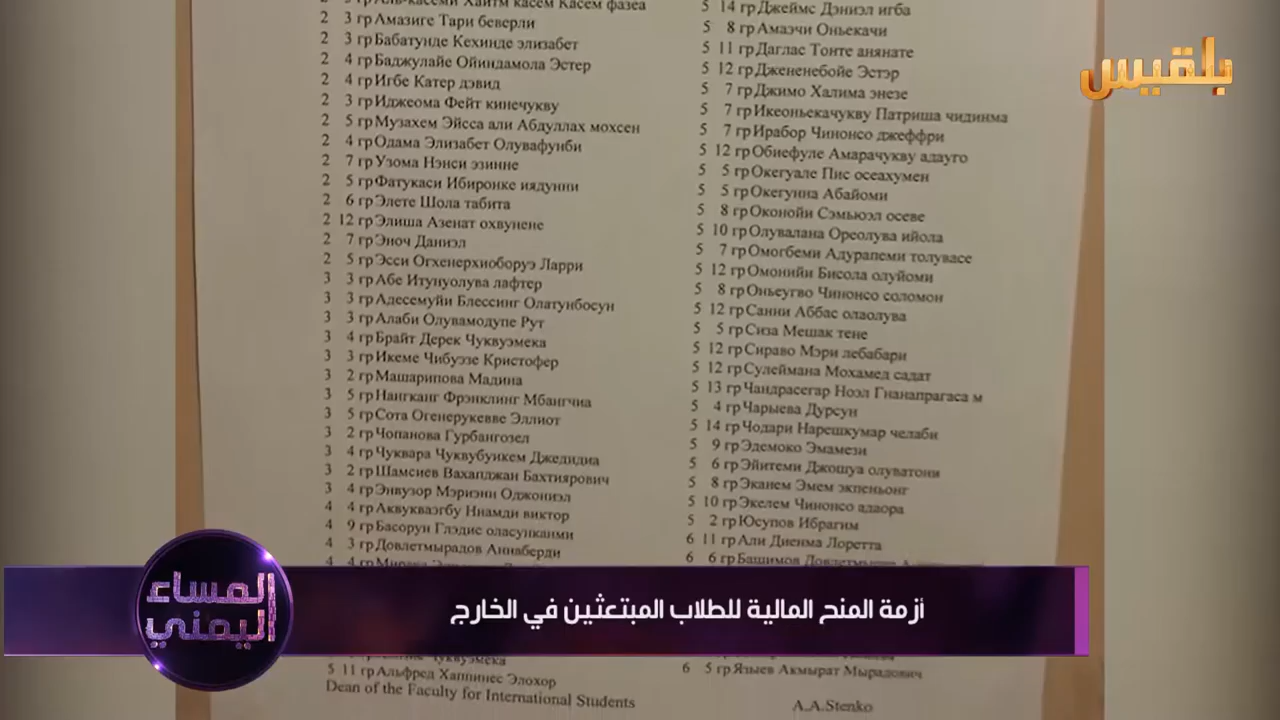 بلقيس
2 3 гр Амазиге Тари беверли
2 3 гр Бабатунде Кехинде элизабет
2 4 гр Баджулайе Ойиндамола Эстер
2 4 гр Игбе Катер дэвид
2 3 гр Иджеома Фейт кинечукву
2 5 гр Музахем Эйсса али Абдуллах мохсен
2 4 гр Одама Элизабет Олувафунби
2 7 гр Узома Нэнси эзинне
2 5 гр Фатукаси Ибиронке иядунни
2 6 гр Элете Шола табита
2 12 гр Элиша Азенат охвунене
2 7 гр Эноч Даниэл
2 5 гр Эсси Огхенерхиоборуэ Ларри
3 3 гр Абе Итунуолува лафтер
3 3 гр Адесемуйи Блессинг Олатунбосун
3 3 гр Алаби Олувамодупе Рут
3 4 гр Брайт Дерек Чуквуэмека
3 3 гр Икеме Чибуэзе Кристофер
3 2 гр Машарипова Мадина
3 5 гр Нангканг Фрэнклинг Мбангчиа
3 5 гр Сота Огенерукевве Эллиот
3 2 гр Чопанова Гурбангозел
3 4 гр Чуквара Чуквубуикем Джедидиа
3 2 гр Шамсиев Вахапджан Бахтиярович
3 4 гр Энвузор Мэриэнн Оджониэл
4 4 гр Аквукваэгбу Ннамди виктор
4 9 гр Басорун Глэдис оласунканми
4 3 гр Довлетмырадов Аннаберди
5 11 гр Альфред Хаппинес Элохор
Dean of the Faculty for International Students
5 14 гр Джеймс Дэниэл игба
5 8 гр Амаэчи Оньекачи
5 11 гр Даглас Тонте анянате
5 12 гр Джененебойе Эстэр
5 7 гр Джимо Халима энезе
5 7 гр Икеоньекачукву Патриша чидинма
5 7 гр Ирабор Чинонсо джеффри
5 12 гр Обиефуле Амарачукву адауго
5 5 гр Океguале Пис осеахумен
5 5 гр Окегунна Абайоми
5 8 гр Оконойи Сэмьюэл осеве
5 10 гр Олувалана Ореолува ийола
5 7 гр Омогбеми Адурапеми толувасе
5 12 гр Омонийи Бисола олуйоми
5 8 гр Оньеугво Чинонсо соломон
5 12 гр Санни Аббас олаолува
5 5 гр Сиза Мешак тене
5 12 гр Сираво Мэри лебабари
5 12 гр Сулеймана Мохамед садат
5 13 гр Чандрасегар Ноэл Гнанапрагаса м
5 4 гр Чарыева Дурсун
5 14 гр Чодари Нарешкумар челаби
5 9 гр Эдемоко Эмамези
5 6 гр Эйитеми Джошуа олуватони
5 8 гр Эканем Эмем экпеньонг
5 10 гр Экелем Чинонсо адаора
5 2 гр Юсупов Ибрагим
6 11 гр Али Диенма Лоретта
6 6 гр Башимов
6 5 гр Языев Акмырат Мырадович
A.A.Stenko
المساء
اليمني
أزمة المنح المالية للطلاب المبتعثين في الخارج